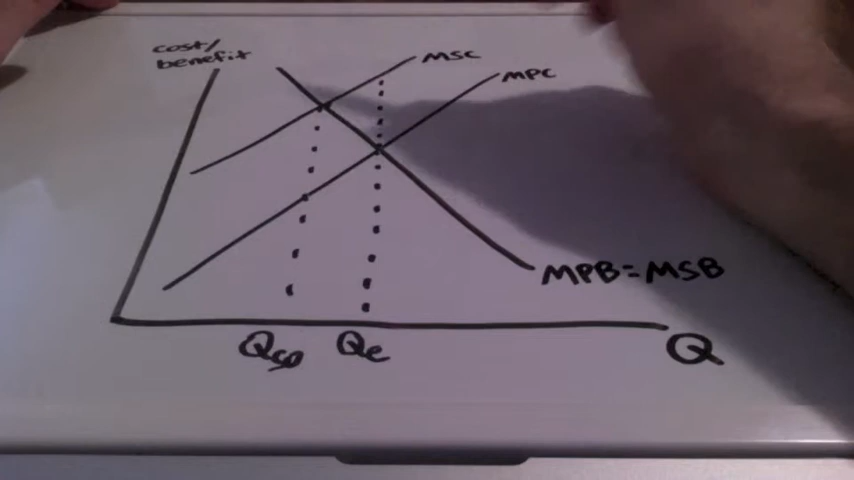 cost/
benefit
MSC
MPC
MPB=MSB
Qso
Qe
Q